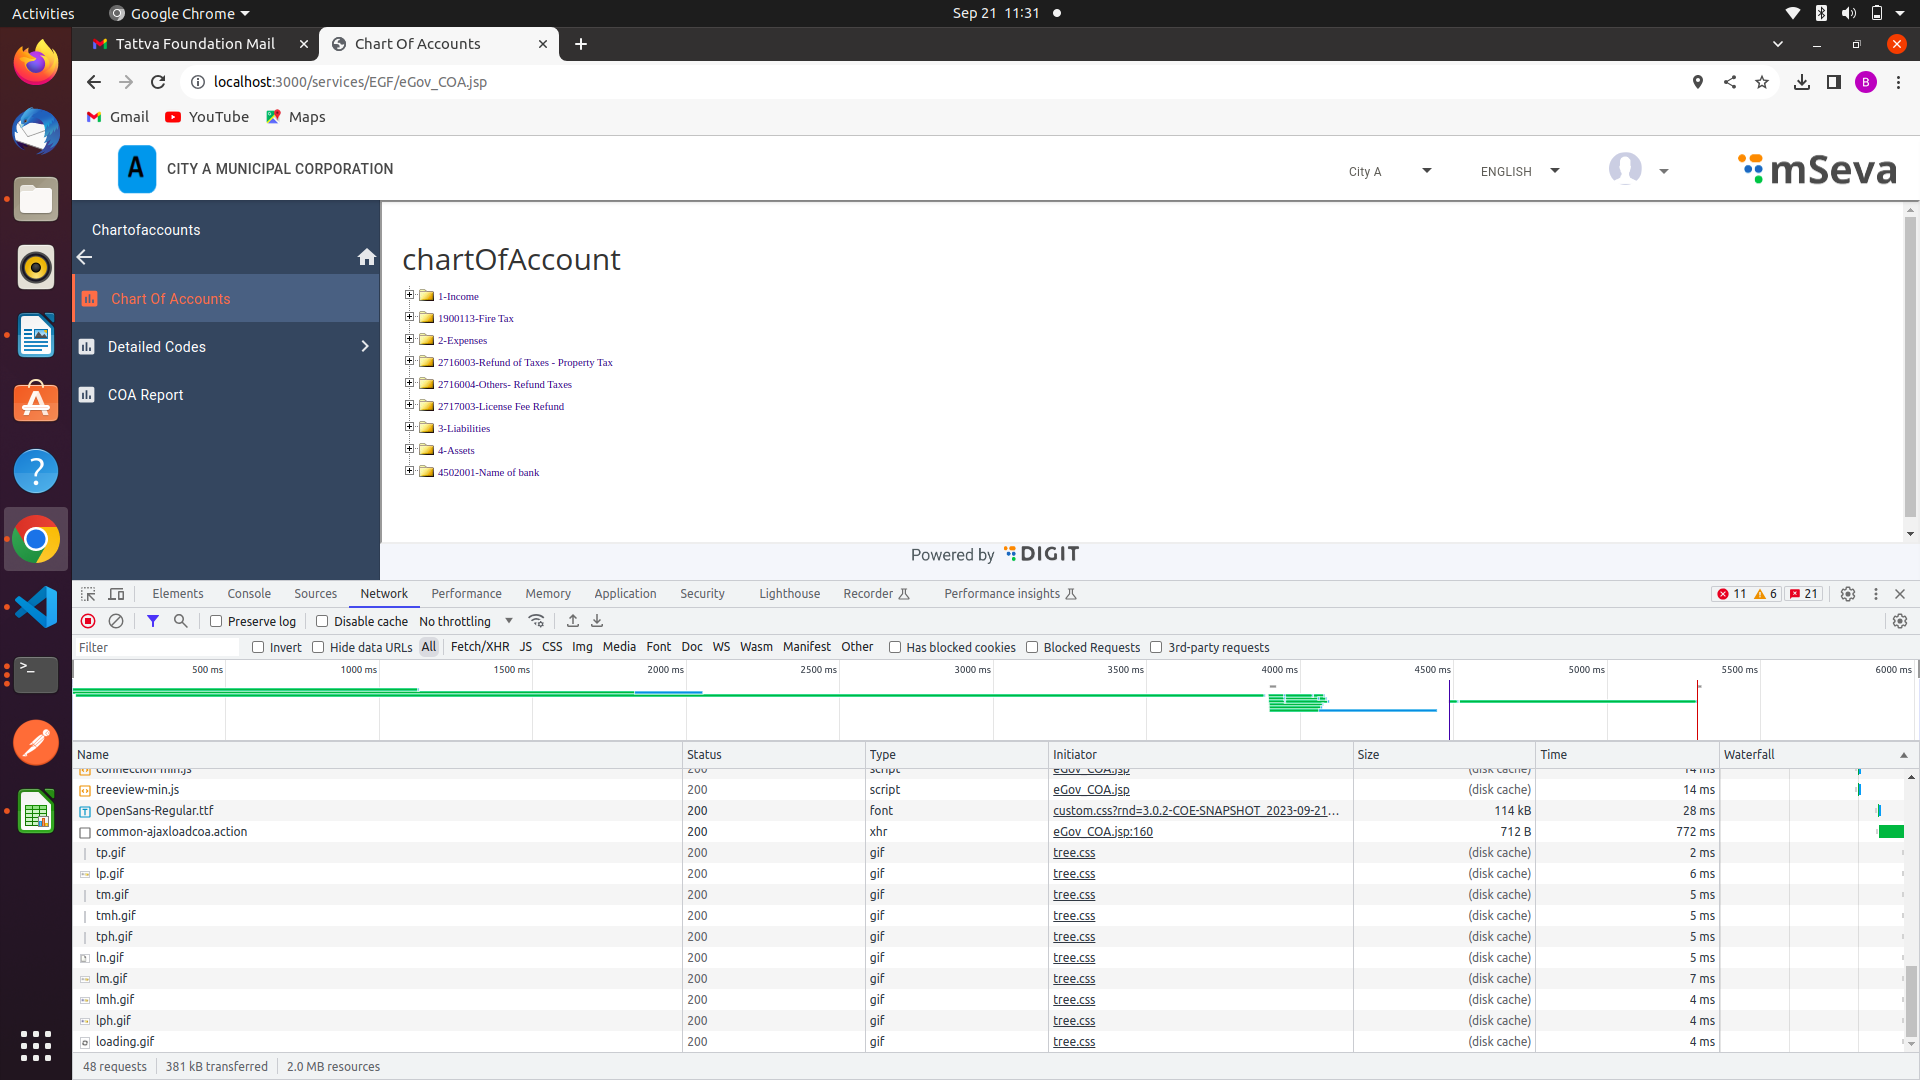 Activities
Google Chrome
Sep 21 11:31
Tattva Foundation Mail
Chart Of Accounts
localhost:3000/services/EGF/eGov_COA.jsp
B
Gmail
YouTube
Maps
A
CITY A MUNICIPAL CORPORATION
City A
ENGLISH
mSeva
Chartofaccounts
Chart Of Accounts
Detailed Codes
COA Report
chartOfAccount
1-Income
1900113-Fire Tax
2-Expenses
2716003-Refund of Taxes - Property Tax
2716004-Others- Refund Taxes
2717003-License Fee Refund
3-Liabilities
4-Assets
4502001-Name of bank
Powered by DIGIT
Elements Console Sources Network Performance Memory Application Security Lighthouse Recorder Performance insights 11 6 21
Preserve log Disable cache No throttling
Filter Invert Hide data URLs All Fetch/XHR JS CSS Img Media Font Doc WS Wasm Manifest Other Has blocked cookies Blocked Requests 3rd-party requests
500 ms 1000 ms 1500 ms 2000 ms 2500 ms 3000 ms 3500 ms 4000 ms 4500 ms 5000 ms 5500 ms 6000 ms
Name Status Type Initiator Size Time Waterfall
connection-min.js 200 script eGov_COA.jsp (disk cache) 14 ms
treeview-min.js 200 script eGov_COA.jsp (disk cache) 14 ms
OpenSans-Regular.ttf 200 font custom.css?rnd=3.0.2-COE-SNAPSHOT_2023-09-21… 114 kB 28 ms
common-ajaxloadcoa.action 200 xhr eGov_COA.jsp:160 712 B 772 ms
tp.gif 200 gif tree.css (disk cache) 2 ms
lp.gif 200 gif tree.css (disk cache) 6 ms
tm.gif 200 gif tree.css (disk cache) 5 ms
tmh.gif 200 gif tree.css (disk cache) 5 ms
tph.gif 200 gif tree.css (disk cache) 5 ms
ln.gif 200 gif tree.css (disk cache) 5 ms
lm.gif 200 gif tree.css (disk cache) 7 ms
lmh.gif 200 gif tree.css (disk cache) 4 ms
lph.gif 200 gif tree.css (disk cache) 4 ms
loading.gif 200 gif tree.css (disk cache) 4 ms
48 requests 381 kB transferred 2.0 MB resources